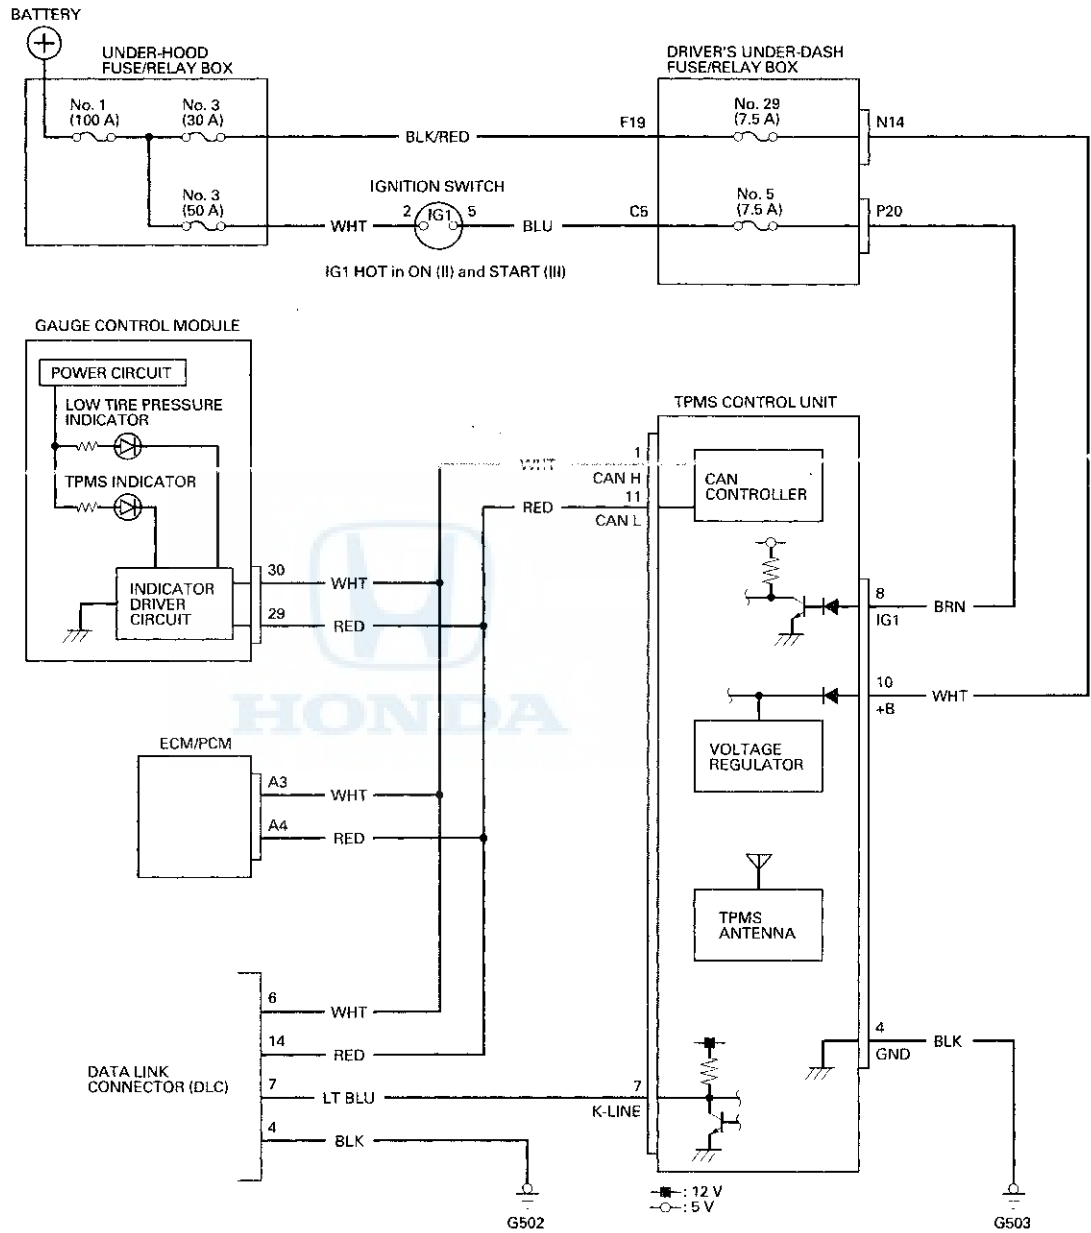 BATTERY
UNDER-HOOD
FUSE/RELAY BOX
DRIVER'S UNDER-DASH
FUSE/RELAY BOX
No. 1
(100 A)
No. 3
(30 A)
BLK/RED
F19
No. 29
(7.5 A)
N14
No. 3
(50 A)
WHT
IGNITION SWITCH
2
IG1
5
BLU
C5
No. 5
(7.5 A)
P20
IG1 HOT in ON (II) and START (III)
GAUGE CONTROL MODULE
POWER CIRCUIT
LOW TIRE PRESSURE
INDICATOR
TPMS INDICATOR
INDICATOR
DRIVER
CIRCUIT
30
WHT
29
RED
TPMS CONTROL UNIT
WHT
1
CAN H
RED
11
CAN L
CAN
CONTROLLER
8
IG1
BRN
10
+B
WHT
VOLTAGE
REGULATOR
HONDA
ECM/PCM
A3
WHT
A4
RED
TPMS
ANTENNA
DATA LINK
CONNECTOR (DLC)
6
WHT
14
RED
7
LT BLU
7
K-LINE
4
BLK
4
GND
BLK
: 12 V
: 5 V
G502
G503